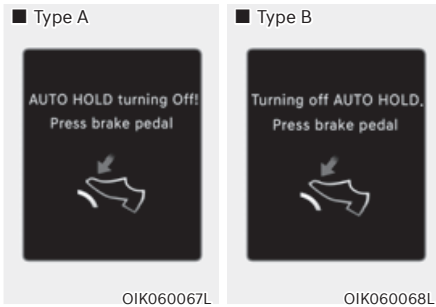 ■ Type A
AUTO HOLD turning Off!
Press brake pedal
OIK060067L
■ Type B
Turning off AUTO HOLD.
Press brake pedal
OIK060068L